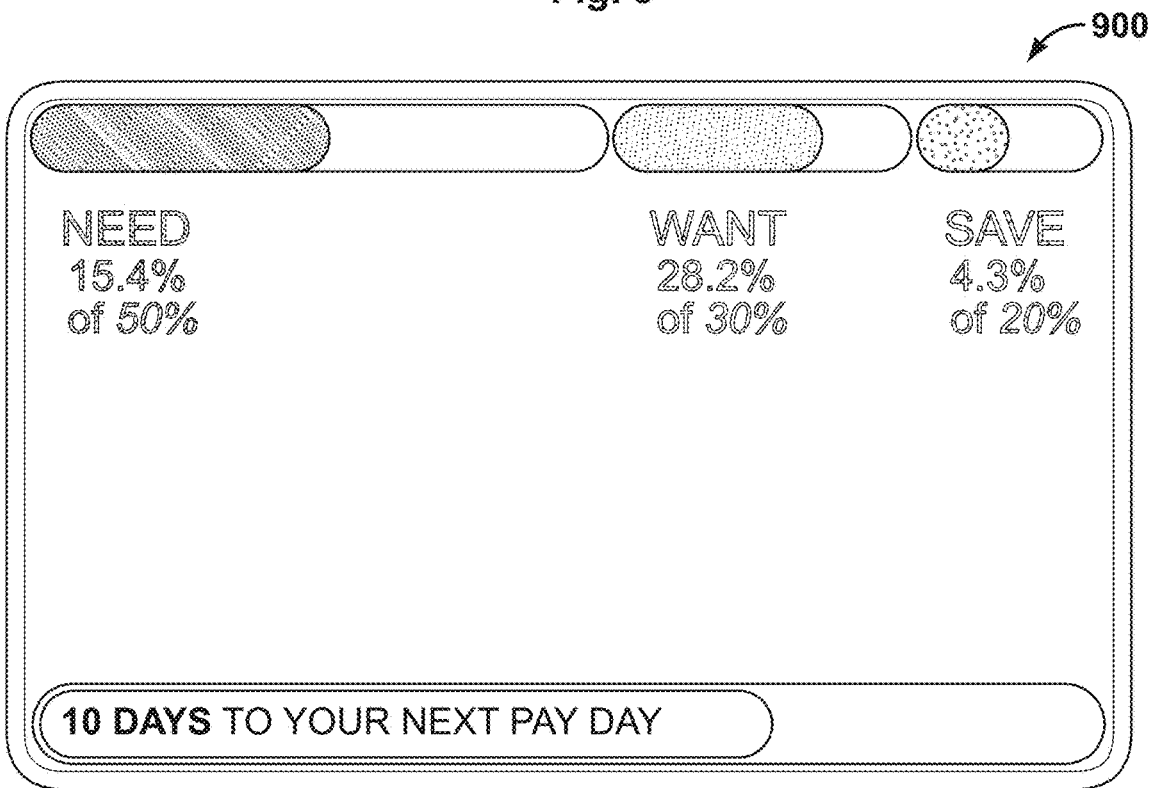 900
NEED
15.4%
of 50%
WANT
28.2%
of 30%
SAVE
4.3%
of 20%
10 DAYS TO YOUR NEXT PAY DAY